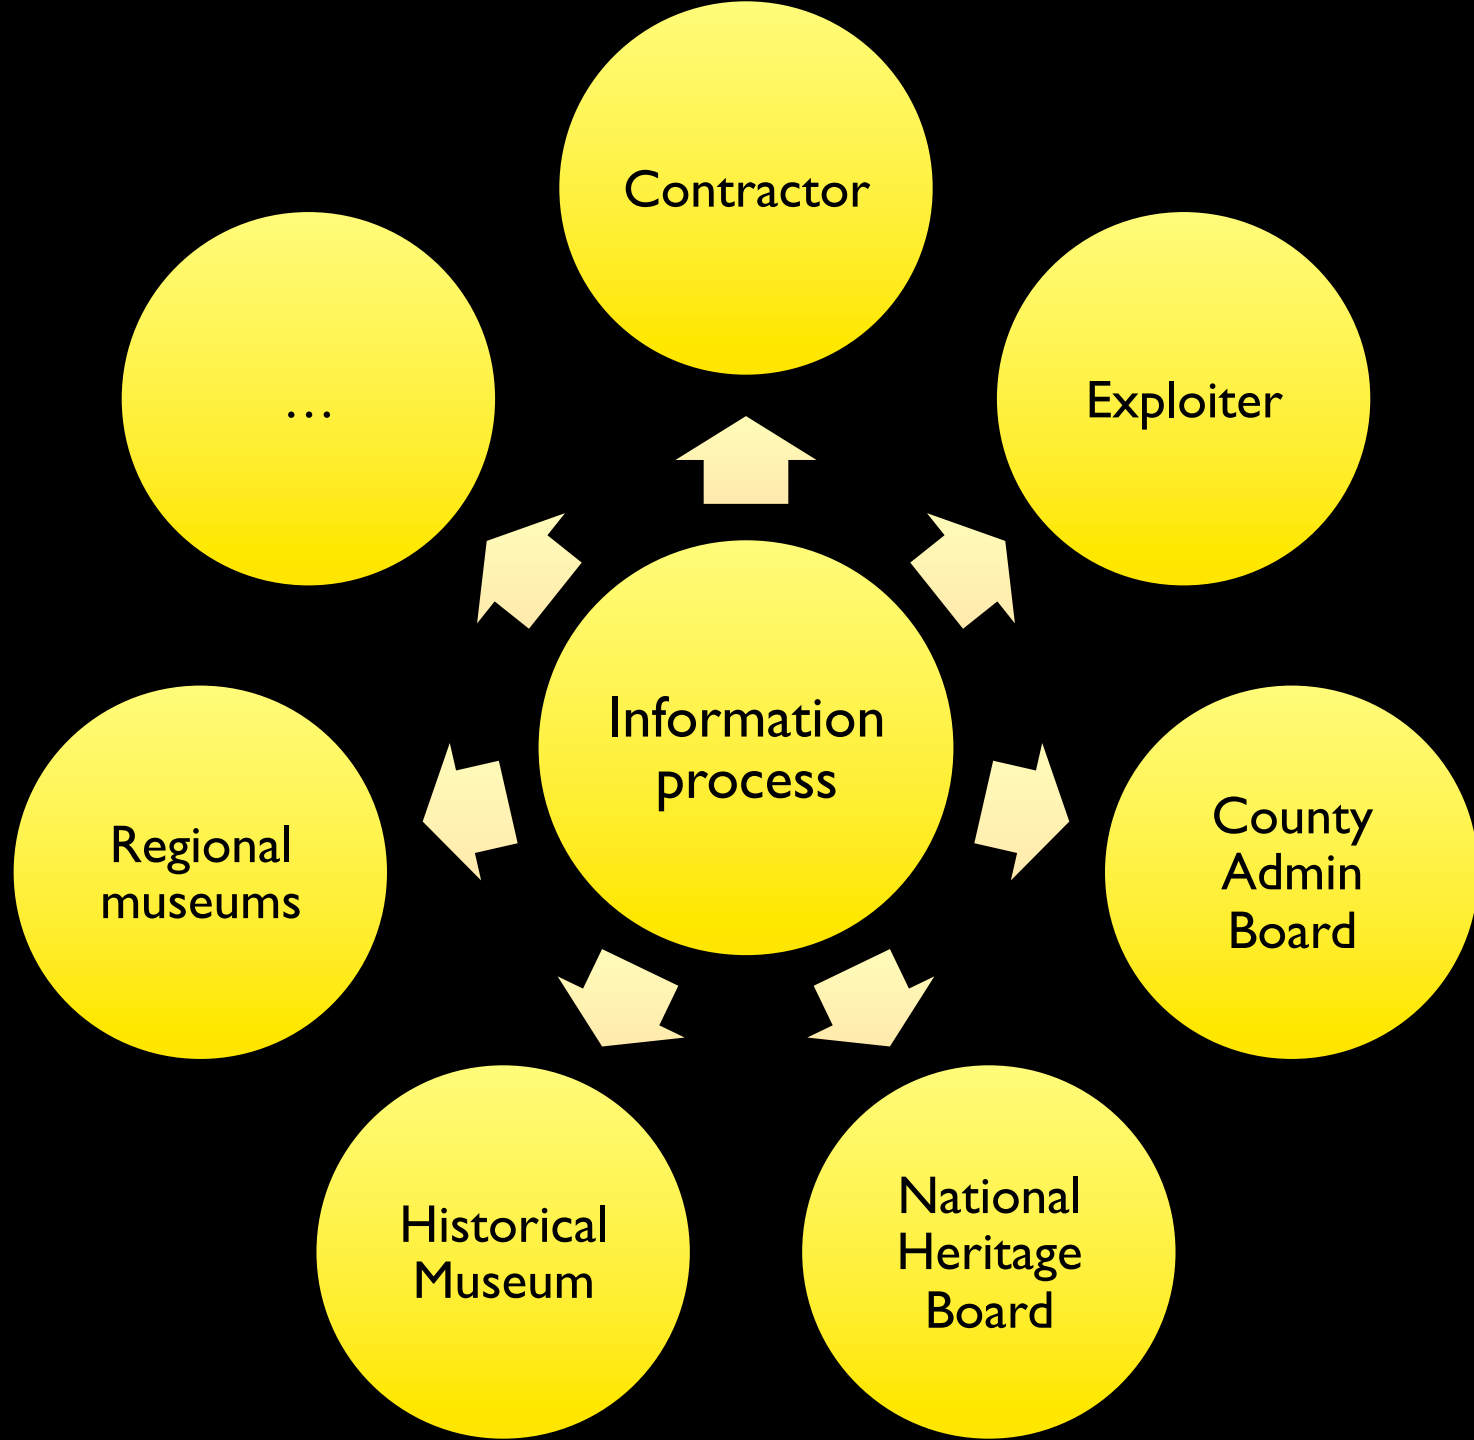 Contractor
…
Exploiter
Information
process
Regional
museums
County
Admin
Board
Historical
Museum
National
Heritage
Board